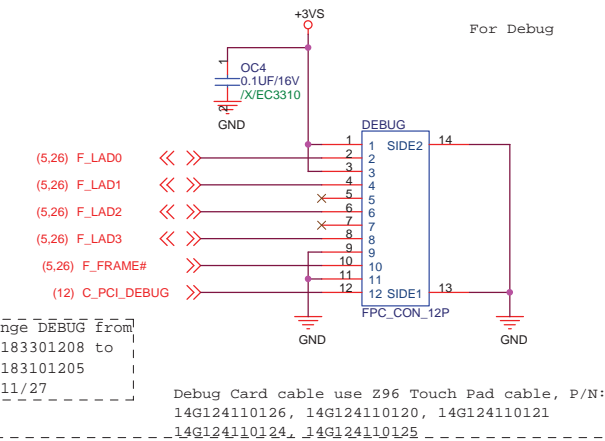 +3VS
For Debug
1
OC4
0.1UF/16V
/X/EC3310
2
GND
DEBUG
1 1 SIDE2 14
(5,26) F_LAD0 2 2
3 3
(5,26) F_LAD1 4 4
5 5
(5,26) F_LAD2 6 6
7 7
(5,26) F_LAD3 8 8
9 9
(5,26) F_FRAME# 10 10
11 11
(12) C_PCI_DEBUG 12 12 SIDE1 13
FPC_CON_12P
GND
GND
nge DEBUG from
183301208 to
183101205
11/27
Debug Card cable use Z96 Touch Pad cable, P/N:
14G124110126, 14G124110120, 14G124110121
14G124110124, 14G124110125